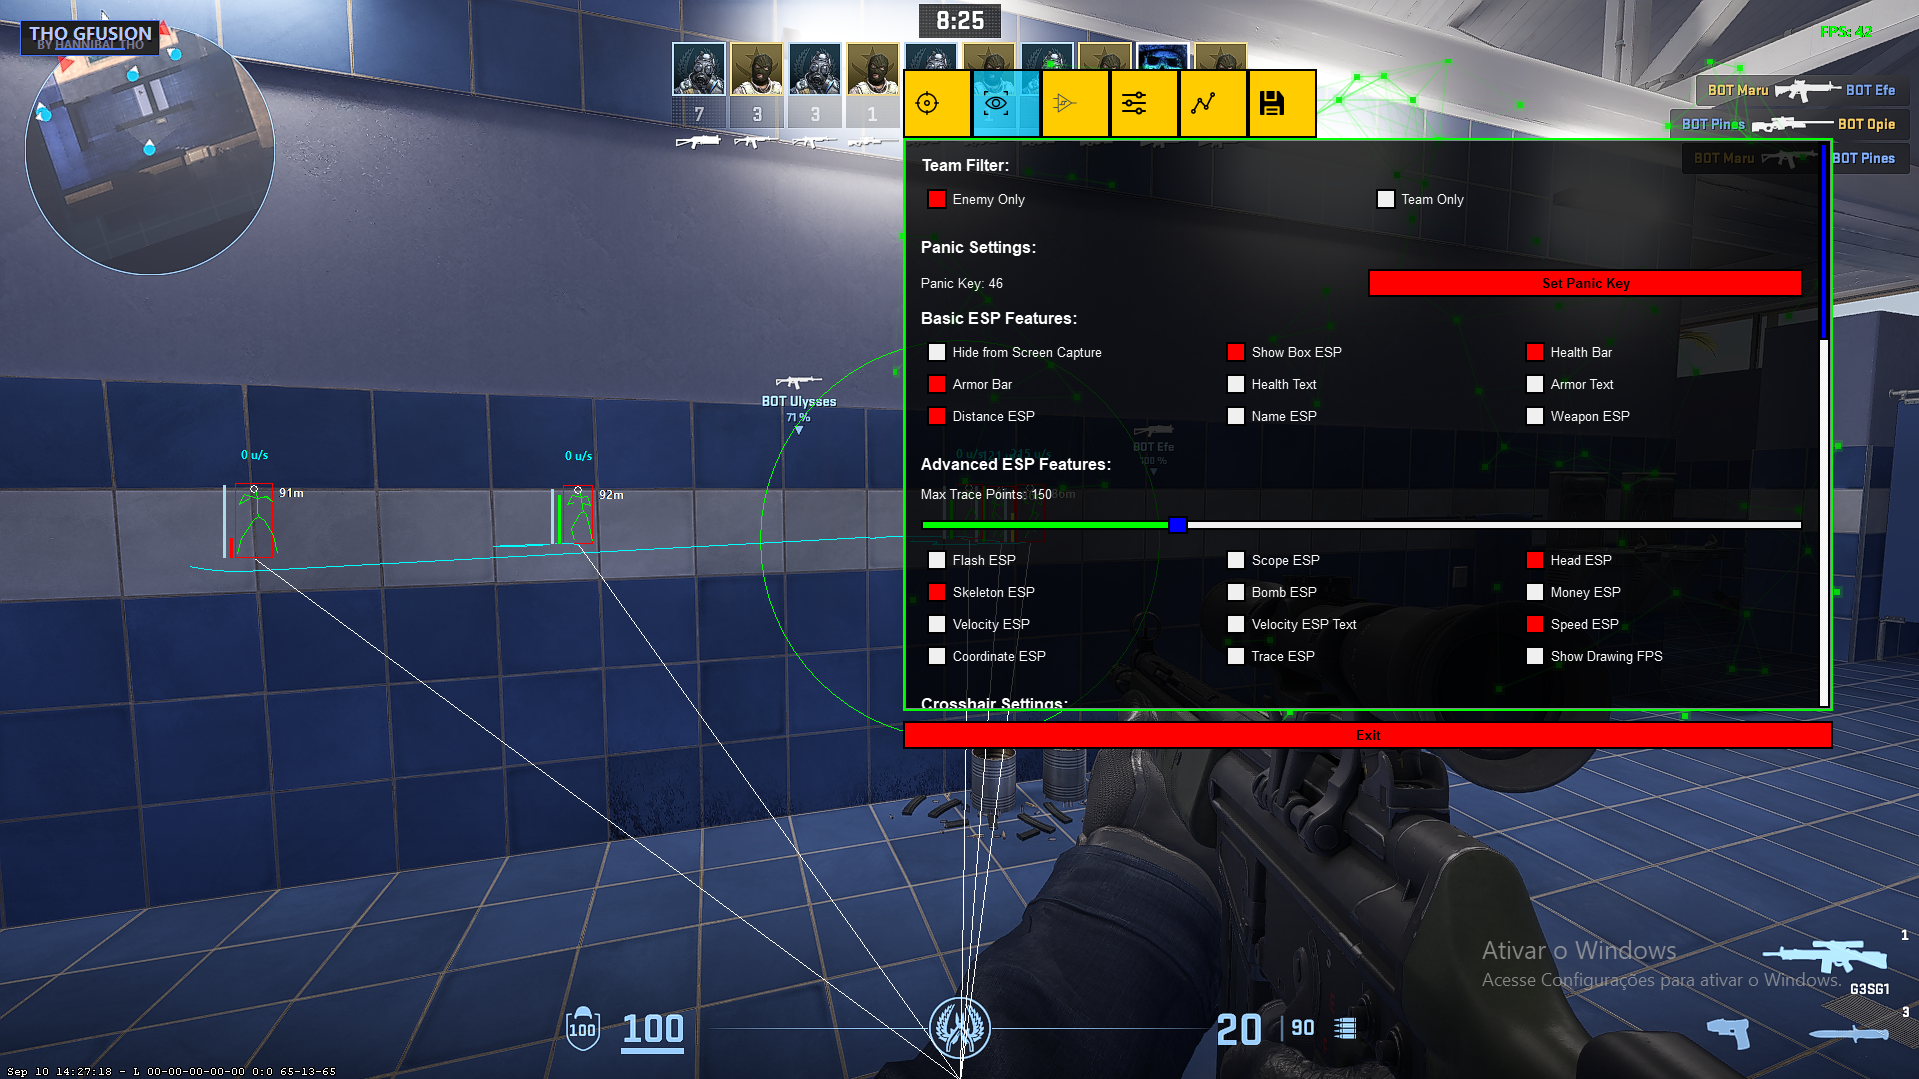 THO GFUSION
BY HANNIBAL THO
8:25
FPS: 42
7
3
3
1
BOT Maru BOT Efe
BOT Pines BOT Opie
BOT Maru BOT Pines
Team Filter:
Enemy Only
Team Only
Panic Settings:
Panic Key: 46
Set Panic Key
Basic ESP Features:
Hide from Screen Capture
Show Box ESP
Health Bar
Armor Bar
Health Text
Armor Text
Distance ESP
Name ESP
Weapon ESP
BOT Ulysses
71 %
BOT Efe
100 %
0 u/s
0 u/s
0 u/s
91m
92m
86m
Advanced ESP Features:
Max Trace Points: 150
Flash ESP
Scope ESP
Head ESP
Skeleton ESP
Bomb ESP
Money ESP
Velocity ESP
Velocity ESP Text
Speed ESP
Coordinate ESP
Trace ESP
Show Drawing FPS
Crosshair Settings:
Exit
Ativar o Windows
Acesse Configurações para ativar o Windows.
1
G3SG1
3
100
100
20
90
Sep 10 14:27:18 - L 00-00-00-00-00 0:0 65-13-65